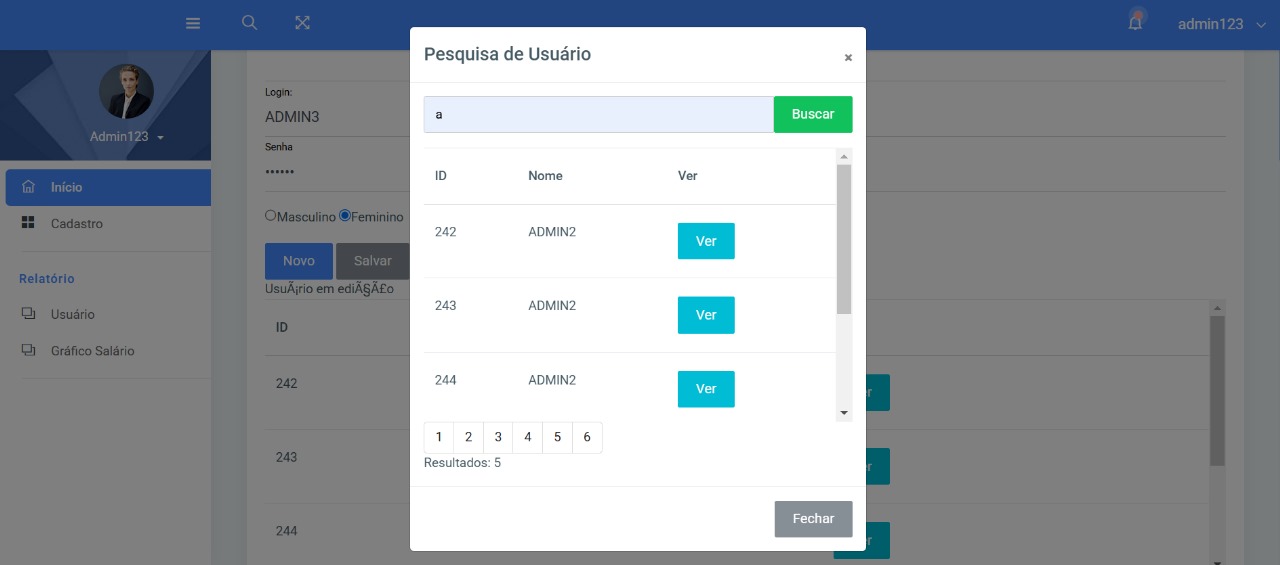 admin123
Admin123
Início
Cadastro
Relatório
Usuário
Gráfico Salário
Login:
ADMIN3
Senha
••••••
Masculino Feminino
Novo Salvar
UsuÃ¡rio em ediÃ§Ã£o
ID
242
243
244
Pesquisa de Usuário
×
a Buscar
ID Nome Ver
242 ADMIN2 Ver
243 ADMIN2 Ver
244 ADMIN2 Ver
1 2 3 4 5 6
Resultados: 5
Fechar